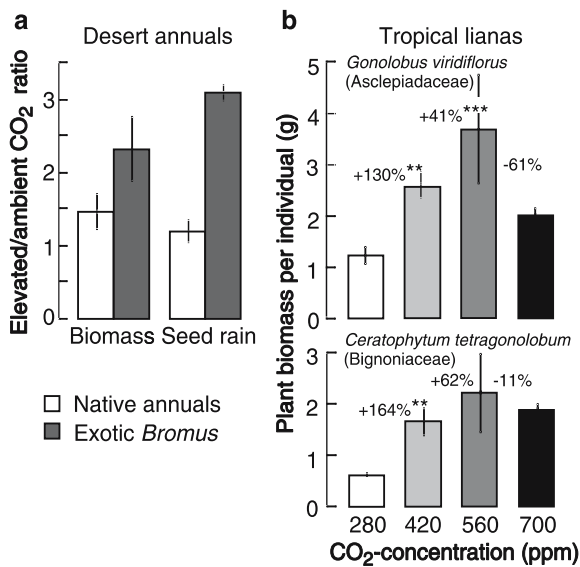 a
Desert annuals
Elevated/ambient CO2 ratio
3
2
1
0
Biomass Seed rain
Native annuals
Exotic Bromus
b
Tropical lianas
Plant biomass per individual (g)
Gonolobus viridiflorus
(Asclepiadaceae)
5
4
3
2
1
0
+130% **
+41% ***
-61%
Ceratophytum tetragonolobum
(Bignoniaceae)
3
2
1
0
+164% **
+62%
-11%
280 420 560 700
CO2-concentration (ppm)